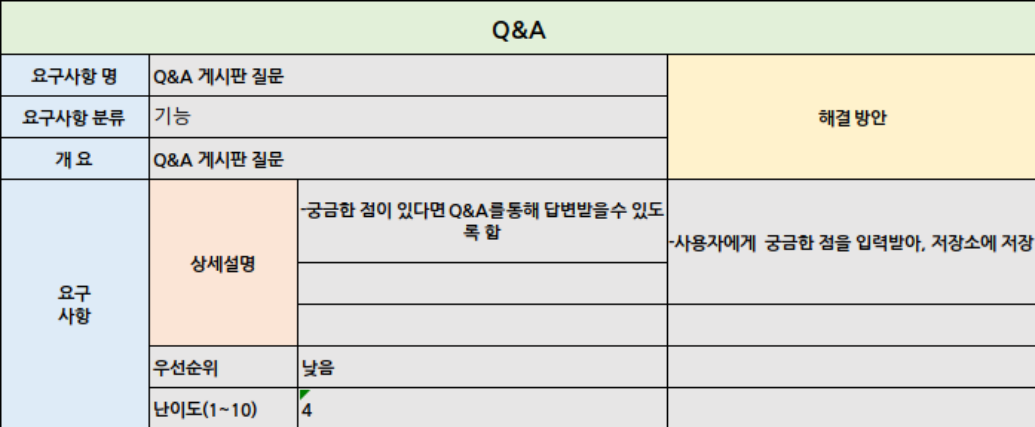 Q&A
요구사항 명
Q&A 게시판 질문
요구사항 분류
기능
해결 방안
개 요
Q&A 게시판 질문
요구
사항
상세설명
-궁금한 점이 있다면 Q&A를통해 답변받을수 있도
록 함
-사용자에게 궁금한 점을 입력받아, 저장소에 저장
우선순위
낮음
난이도(1~10)
4